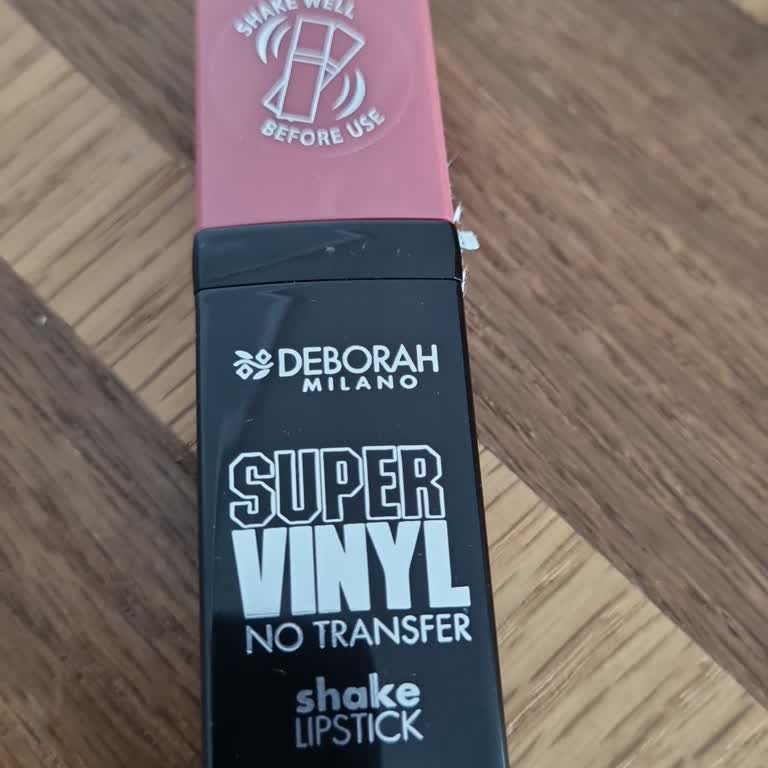 SHAKE WELL
BEFORE USE
DEBORAH
MILANO
SUPER
VINYL
NO TRANSFER
shake
LIPSTICK